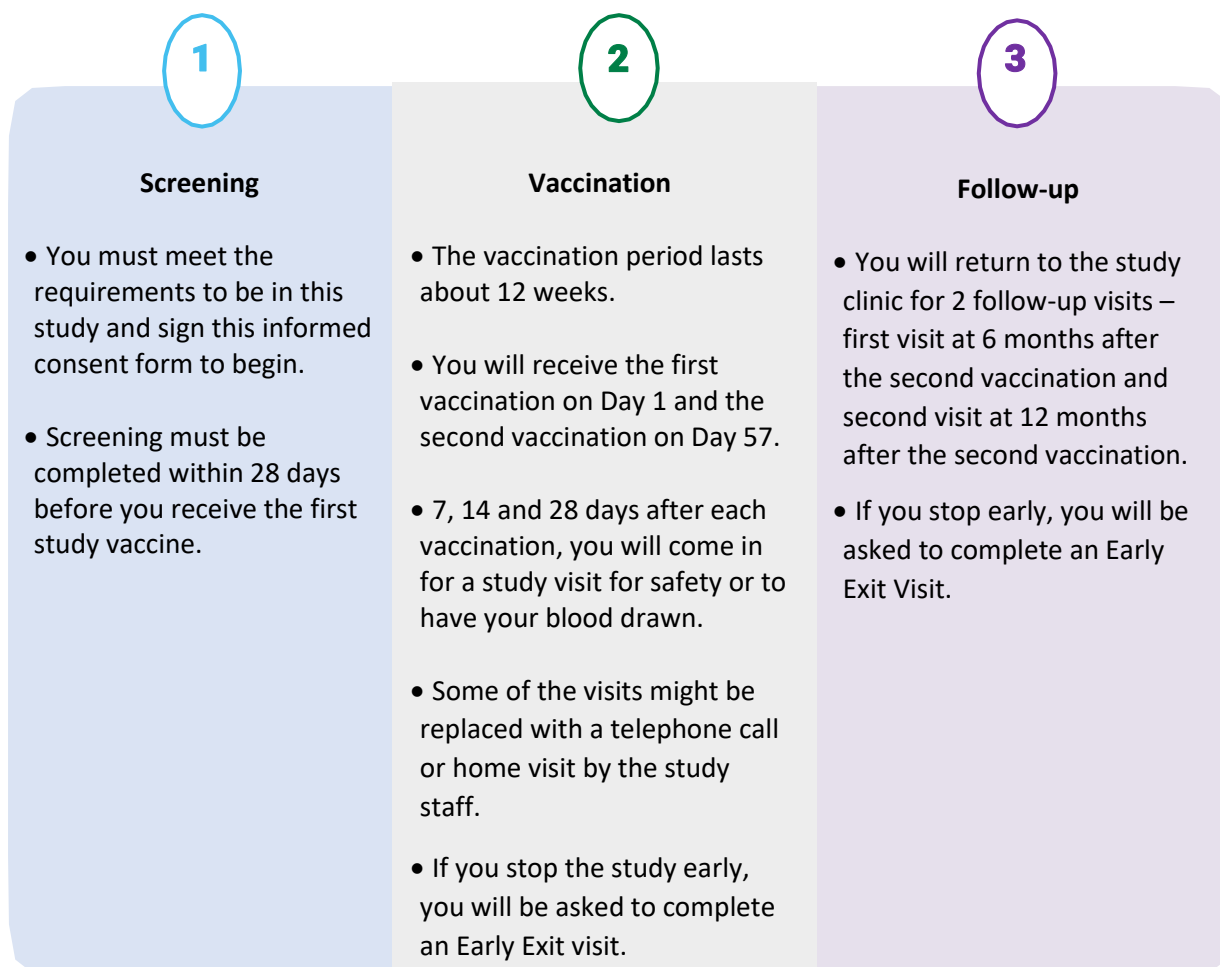 1
Screening
• You must meet the
requirements to be in this
study and sign this informed
consent form to begin.
• Screening must be
completed within 28 days
before you receive the first
study vaccine.
2
Vaccination
• The vaccination period lasts
about 12 weeks.
• You will receive the first
vaccination on Day 1 and the
second vaccination on Day 57.
• 7, 14 and 28 days after each
vaccination, you will come in
for a study visit for safety or to
have your blood drawn.
• Some of the visits might be
replaced with a telephone call
or home visit by the study
staff.
• If you stop the study early,
you will be asked to complete
an Early Exit visit.
3
Follow-up
• You will return to the study
clinic for 2 follow-up visits –
first visit at 6 months after
the second vaccination and
second visit at 12 months
after the second vaccination.
• If you stop early, you will be
asked to complete an Early
Exit Visit.